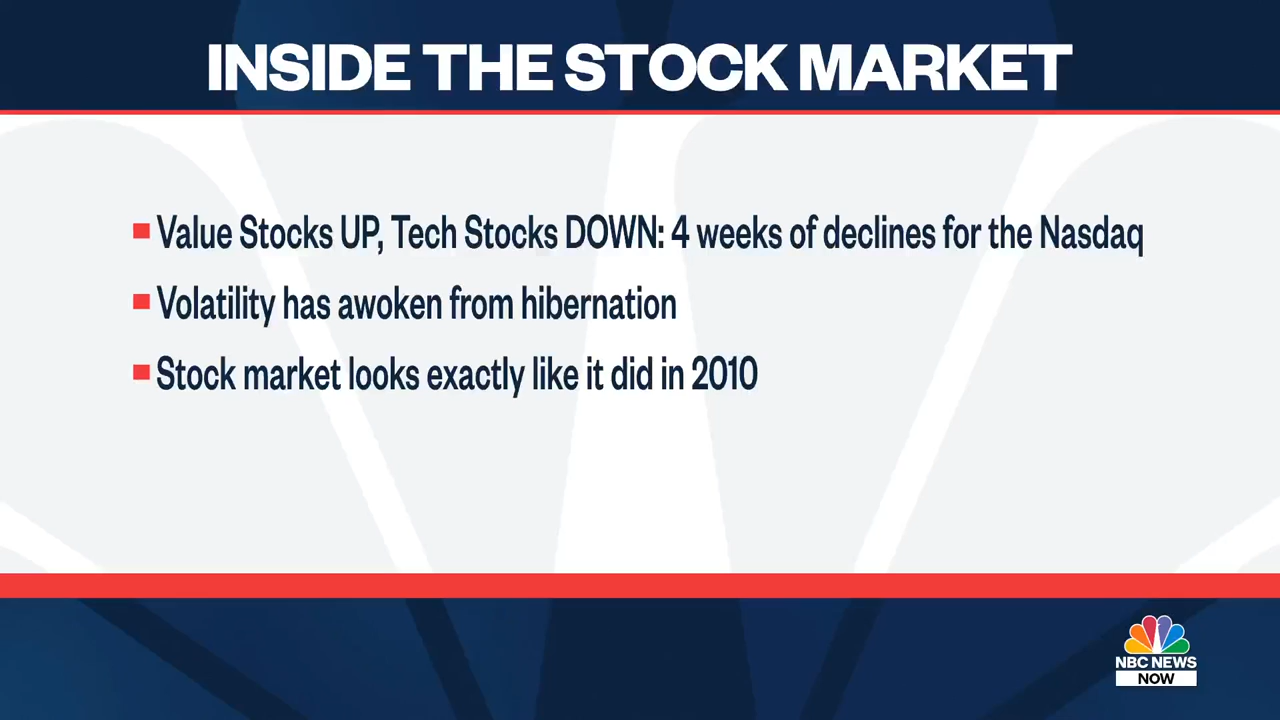 INSIDE THE STOCK MARKET
Value Stocks UP, Tech Stocks DOWN: 4 weeks of declines for the Nasdaq
Volatility has awoken from hibernation
Stock market looks exactly like it did in 2010
NBC NEWS
NOW